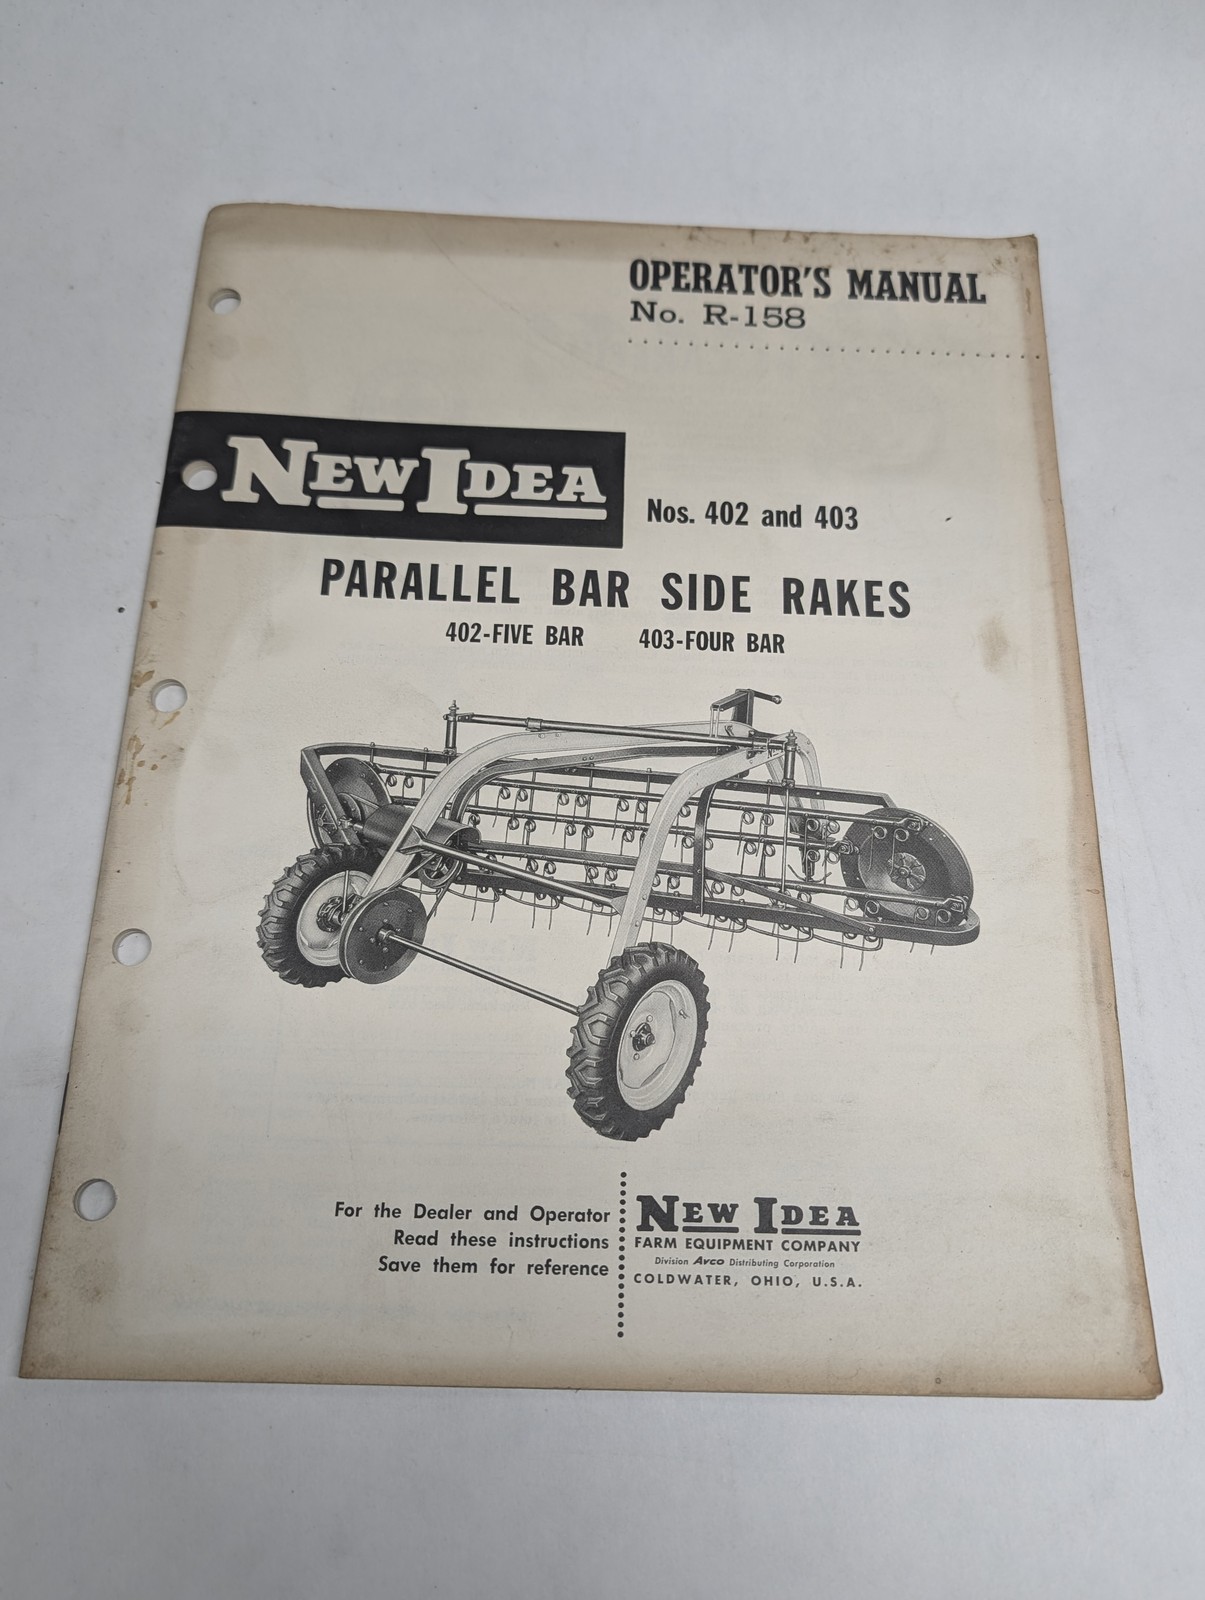 OPERATOR'S MANUAL
No. R-158
NEW IDEA
Nos. 402 and 403
PARALLEL BAR SIDE RAKES
402-FIVE BAR 403-FOUR BAR
For the Dealer and Operator
Read these instructions
Save them for reference
NEW IDEA
FARM EQUIPMENT COMPANY
Division Avco Distributing Corporation
COLDWATER, OHIO, U.S.A.